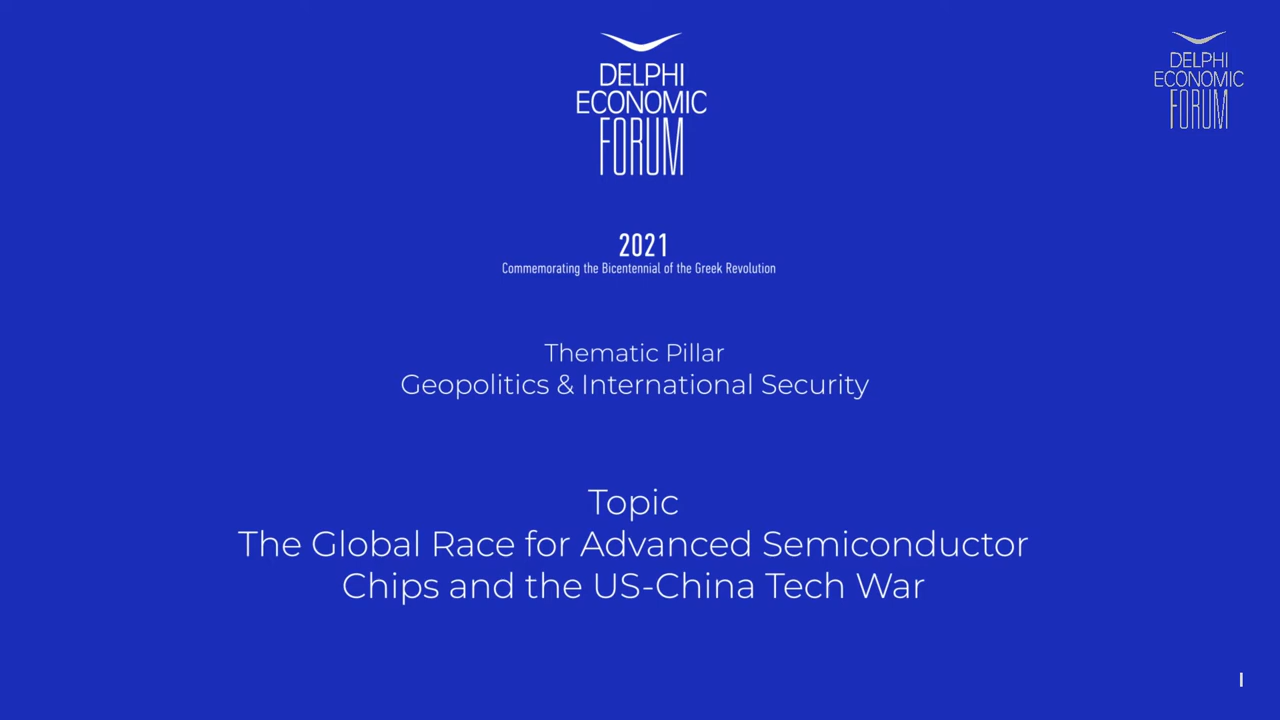 DELPHI
ECONOMIC
FORUM
DELPHI
ECONOMIC
FORUM
2021
Commemorating the Bicentennial of the Greek Revolution
Thematic Pillar
Geopolitics & International Security
Topic
The Global Race for Advanced Semiconductor
Chips and the US-China Tech War